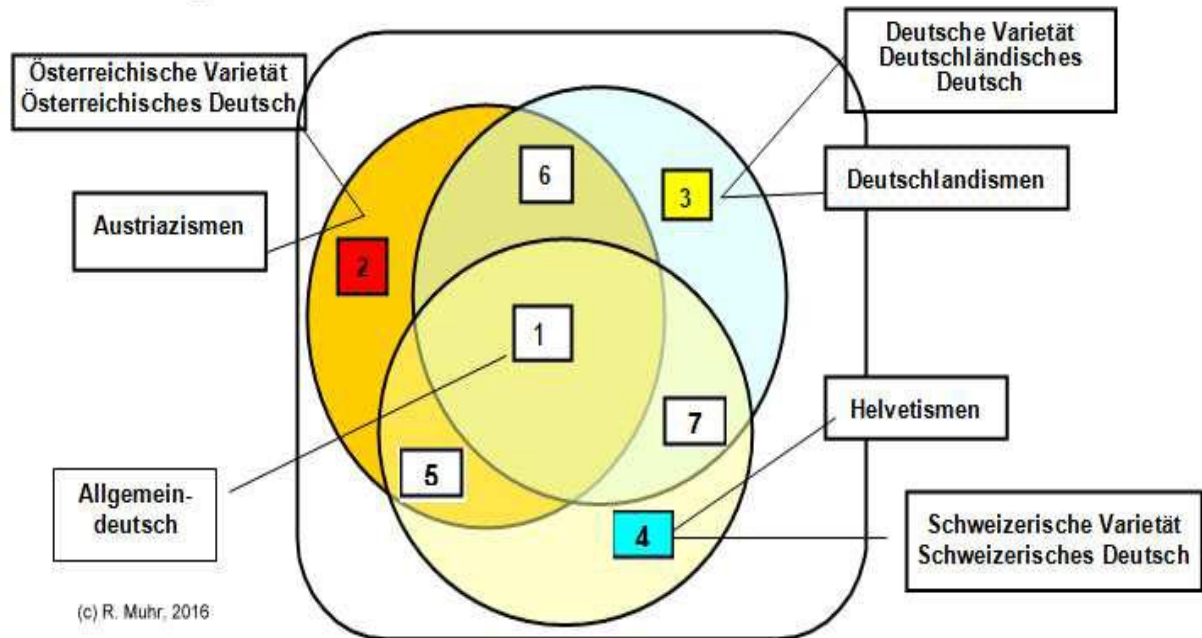 Österreichische Varietät
Österreichisches Deutsch
Deutsche Varietät
Deutschländisches
Deutsch
Austriazismen
Deutschlandismen
6
3
2
1
7
5
4
Helvetismen
Allgemein-
deutsch
Schweizerische Varietät
Schweizerisches Deutsch
(c) R. Muhr, 2016